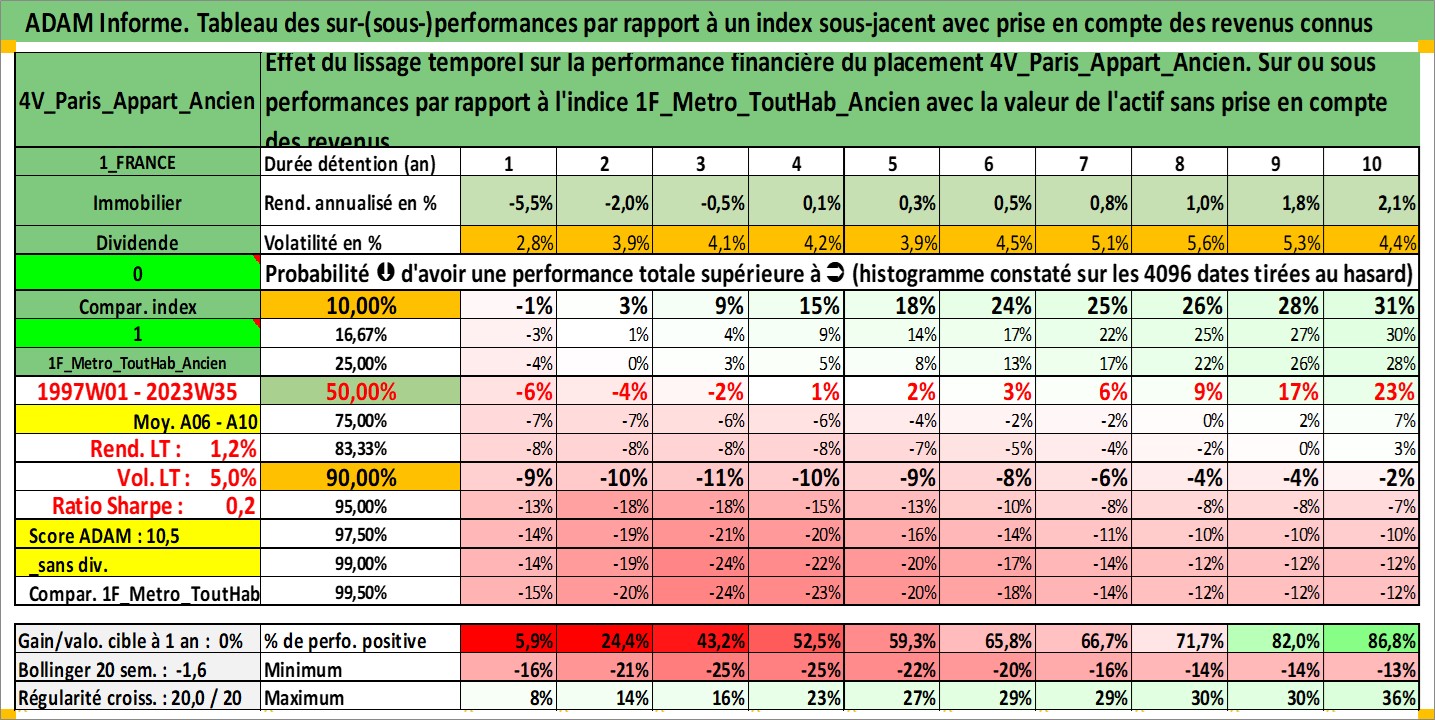 ADAM Informe. Tableau des sur-(sous-)performances par rapport à un index sous-jacent avec prise en compte des revenus connus
4V_Paris_Appart_Ancien
Effet du lissage temporel sur la performance financière du placement 4V_Paris_Appart_Ancien. Sur ou sous
performances par rapport à l'indice 1F_Metro_ToutHab_Ancien avec la valeur de l'actif sans prise en compte
des revenus
1_FRANCE Durée détention (an) 1 2 3 4 5 6 7 8 9 10
Immobilier Rend. annualisé en % -5,5% -2,0% -0,5% 0,1% 0,3% 0,5% 0,8% 1,0% 1,8% 2,1%
Dividende Volatilité en % 2,8% 3,9% 4,1% 4,2% 3,9% 4,5% 5,1% 5,6% 5,3% 4,4%
0 Probabilité ⬇ d'avoir une performance totale supérieure à ➲ (histogramme constaté sur les 4096 dates tirées au hasard)
Compar. index 10,00% -1% 3% 9% 15% 18% 24% 25% 26% 28% 31%
1 16,67% -3% 1% 4% 9% 14% 17% 22% 25% 27% 30%
1F_Metro_ToutHab_Ancien 25,00% -4% 0% 3% 5% 8% 13% 17% 22% 26% 28%
1997W01 - 2023W35 50,00% -6% -4% -2% 1% 2% 3% 6% 9% 17% 23%
Moy. A06 - A10 75,00% -7% -7% -6% -6% -4% -2% -2% 0% 2% 7%
Rend. LT : 1,2% 83,33% -8% -8% -8% -8% -7% -5% -4% -2% 0% 3%
Vol. LT : 5,0% 90,00% -9% -10% -11% -10% -9% -8% -6% -4% -4% -2%
Ratio Sharpe : 0,2 95,00% -13% -18% -18% -15% -13% -10% -8% -8% -8% -7%
Score ADAM : 10,5 97,50% -14% -19% -21% -20% -16% -14% -11% -10% -10% -10%
_sans div. 99,00% -14% -19% -24% -22% -20% -17% -14% -12% -12% -12%
Compar. 1F_Metro_ToutHab 99,50% -15% -20% -24% -23% -20% -18% -14% -12% -12% -12%
Gain/valo. cible à 1 an : 0% % de perfo. positive 5,9% 24,4% 43,2% 52,5% 59,3% 65,8% 66,7% 71,7% 82,0% 86,8%
Bollinger 20 sem. : -1,6 Minimum -16% -21% -25% -25% -22% -20% -16% -14% -14% -13%
Régularité croiss. : 20,0 / 20 Maximum 8% 14% 16% 23% 27% 29% 29% 30% 30% 36%